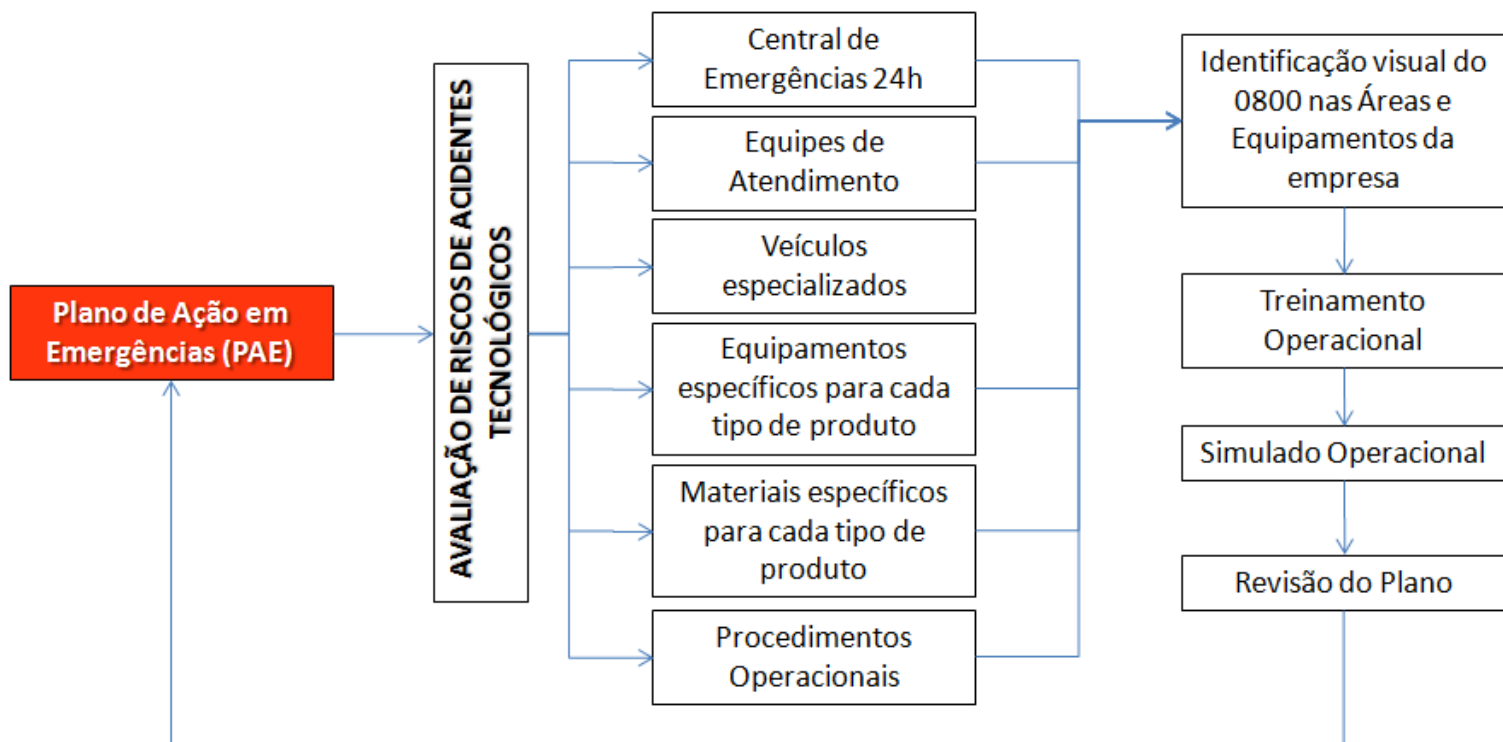 Plano de Ação em
Emergências (PAE)
AVALIAÇÃO DE RISCOS DE ACIDENTES
TECNOLÓGICOS
Central de
Emergências 24h
Equipes de
Atendimento
Veículos
especializados
Equipamentos
específicos para cada
tipo de produto
Materiais específicos
para cada tipo de
produto
Procedimentos
Operacionais
Identificação visual do
0800 nas Áreas e
Equipamentos da
empresa
Treinamento
Operacional
Simulado Operacional
Revisão do Plano